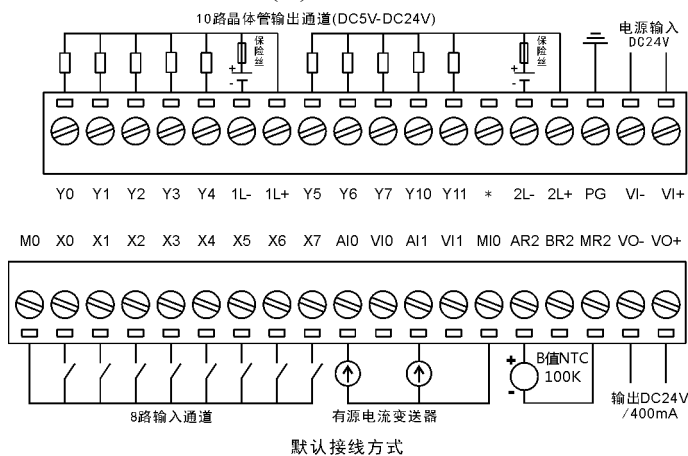 10路晶体管输出通道(DC5V-DC24V)
电源输入
DC24V
保险丝
保险丝
+
-
+
-
Y0 Y1 Y2 Y3 Y4 1L- 1L+ Y5 Y6 Y7 Y10 Y11 * 2L- 2L+ PG VI- VI+
M0 X0 X1 X2 X3 X4 X5 X6 X7 AI0 VI0 AI1 VI1 MI0 AR2 BR2 MR2 VO- VO+
+
-
B值NTC
100K
8路输入通道
有源电流变送器
输出DC24V
/400mA
默认接线方式